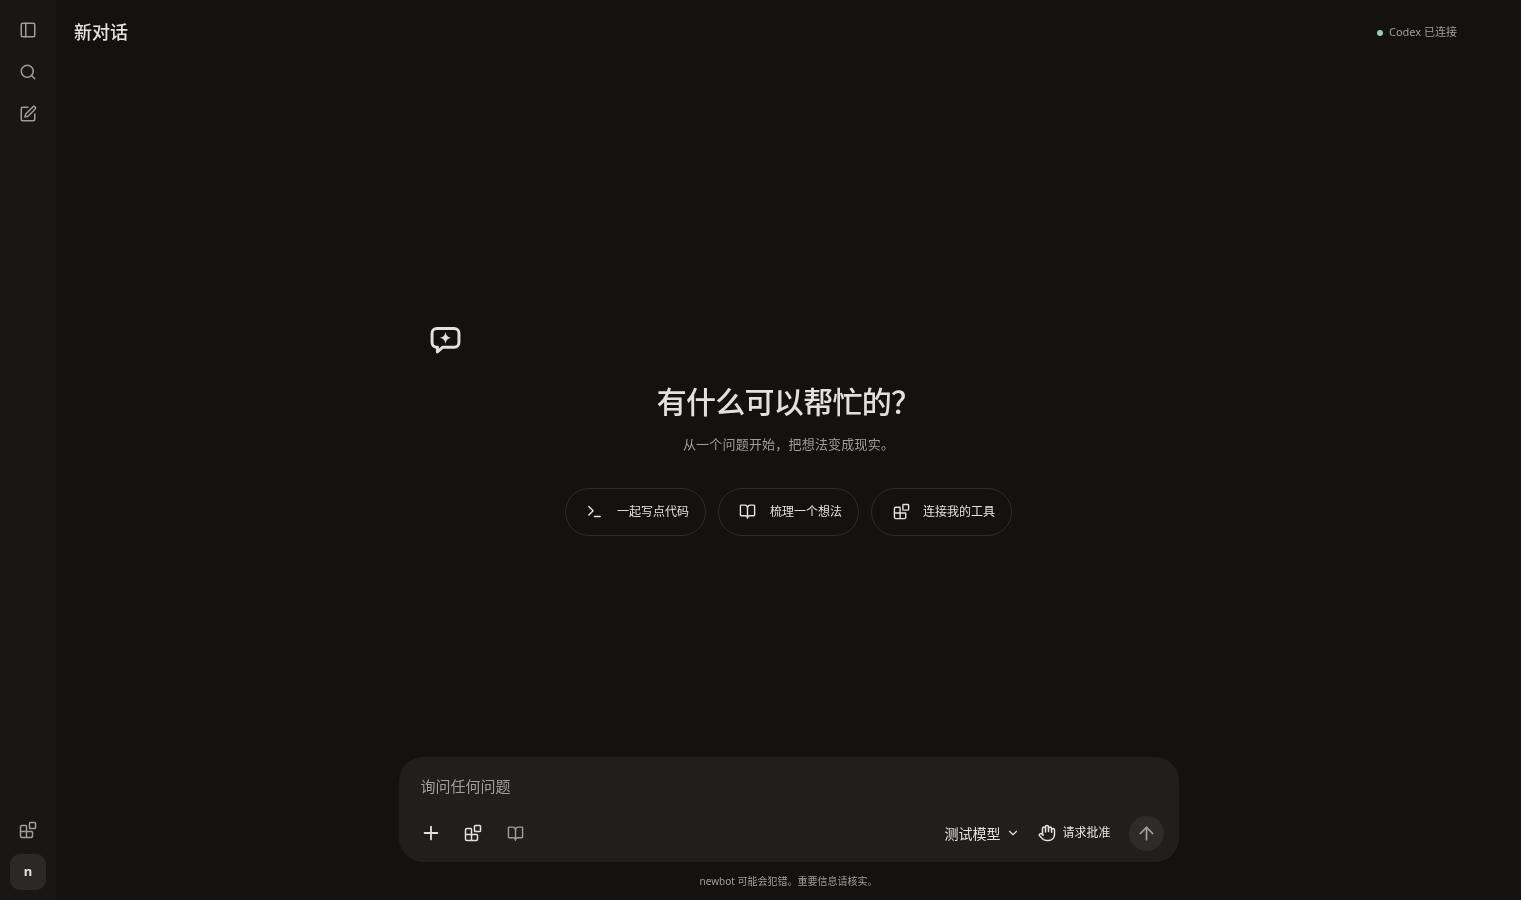 新对话
Codex 已连接
有什么可以帮忙的？
从一个问题开始，把想法变成现实。
一起写点代码
梳理一个想法
连接我的工具
询问任何问题
测试模型
请求批准
n
newbot 可能会犯错。重要信息请核实。